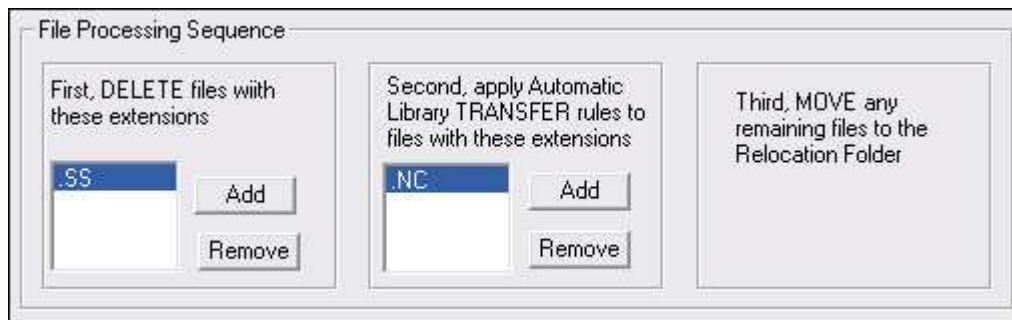 File Processing Sequence
First, DELETE files wiith
these extensions
.SS
Add
Remove
Second, apply Automatic
Library TRANSFER rules to
files with these extensions
.NC
Add
Remove
Third, MOVE any
remaining files to the
Relocation Folder